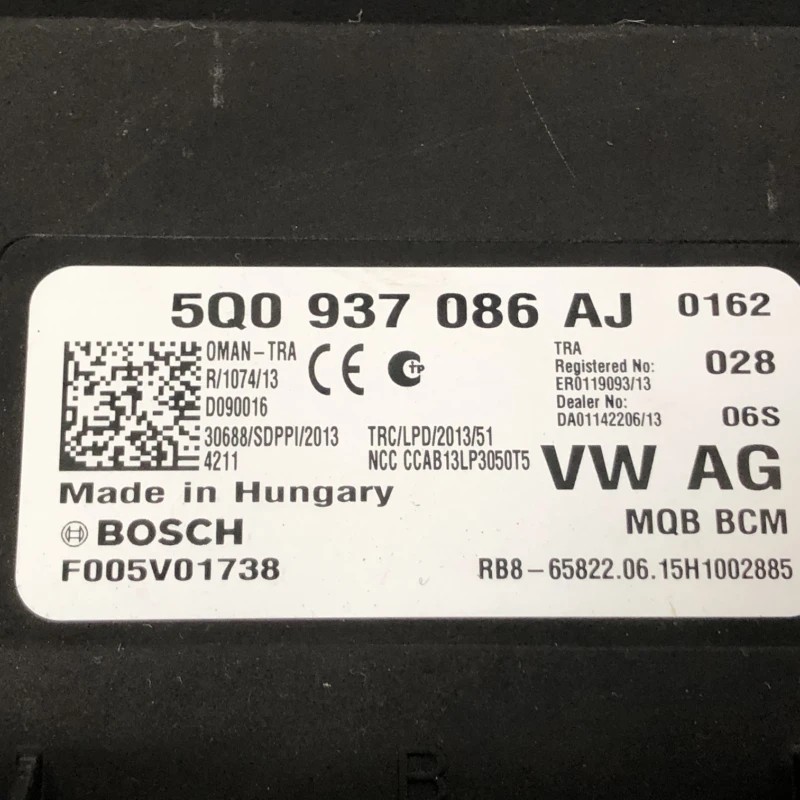 5Q0 937 086 AJ 0162
OMAN-TRA
R/1074/13
D090016
30688/SDPPI/2013
4211
CE
TRC/LPD/2013/51
NCC CCAB13LP3050T5
TRA
Registered No:
ER0119093/13
Dealer No:
DA01142206/13
028
06S
VW AG
MQB BCM
Made in Hungary
BOSCH
F005V01738
RB8-65822.06.15H1002885
B